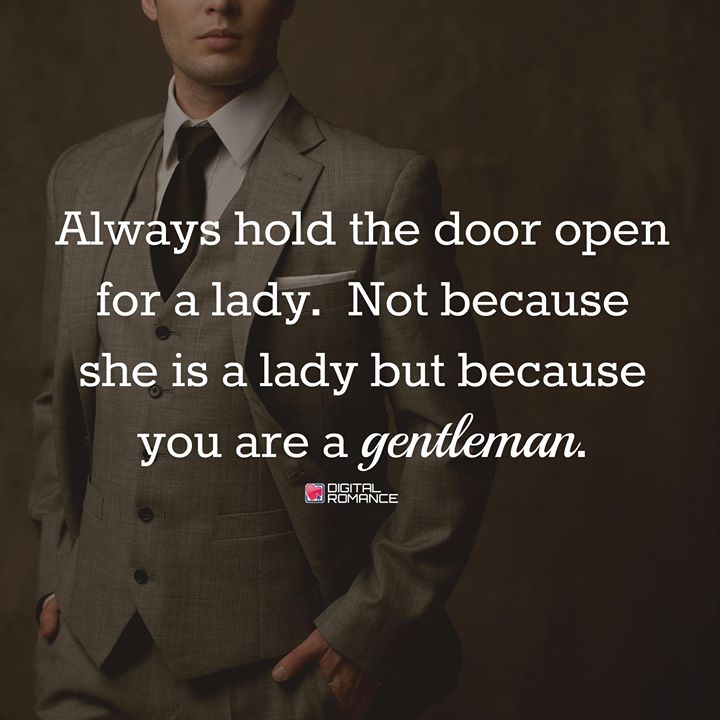 Always hold the door open
for a lady.  Not because
she is a lady but because
you are a gentleman.
DIGITAL
ROMANCE